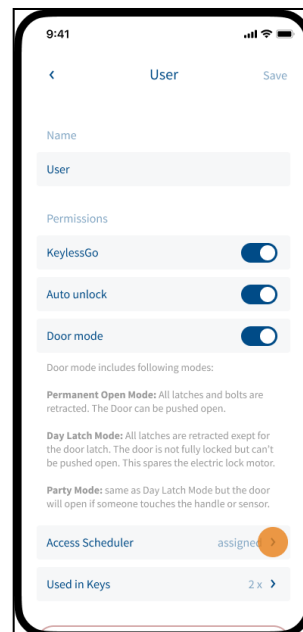 9:41
User
Save
Name
User
Permissions
KeylessGo
Auto unlock
Door mode
Door mode includes following modes:
Permanent Open Mode: All latches and bolts are
retracted. The Door can be pushed open.
Day Latch Mode: All latches are retracted exept for
the door latch. The door is not fully locked but can't
be pushed open. This spares the electric lock motor.
Party Mode: same as Day Latch Mode but the door
will open if someone touches the handle or sensor.
Access Scheduler assigned
Used in Keys 2 x